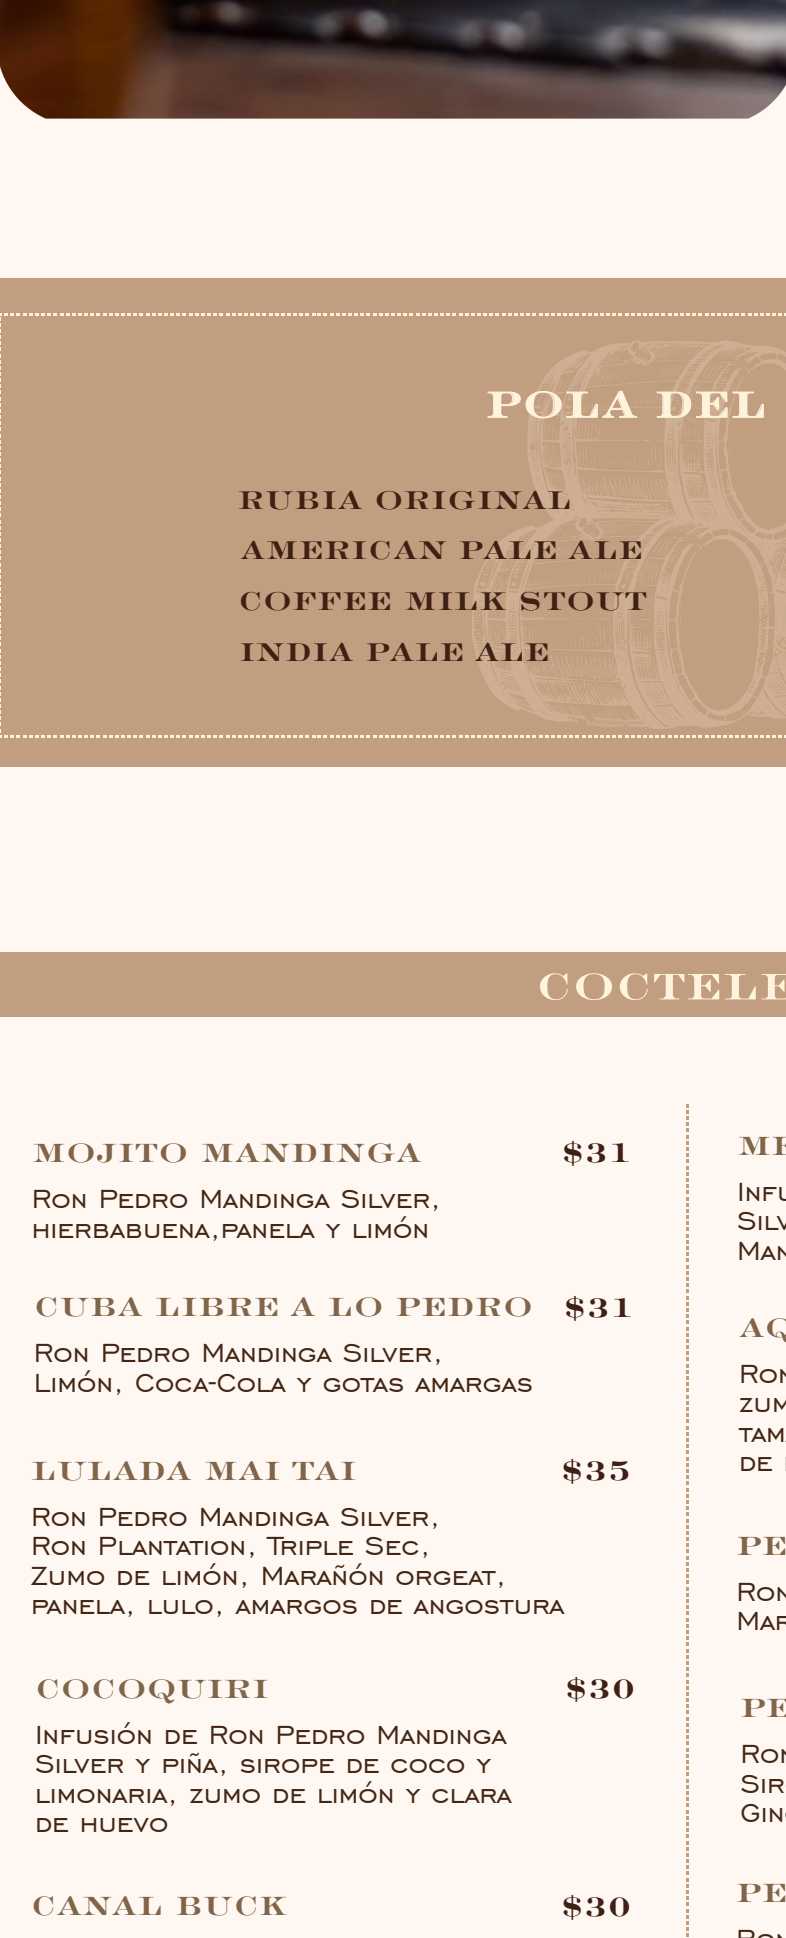 POLA DEL
RUBIA ORIGINAL
AMERICAN PALE ALE
COFFEE MILK STOUT
INDIA PALE ALE
MOJITO MANDINGA $31
Ron Pedro Mandinga Silver,
hierbabuena,panela y limón
CUBA LIBRE A LO PEDRO $31
Ron Pedro Mandinga Silver,
Limón, Coca-Cola y gotas amargas
LULADA MAI TAI $35
Ron Pedro Mandinga Silver,
Ron Plantation, Triple Sec,
Zumo de limón, Marañón orgeat,
panela, lulo, amargos de angostura
COCOQUIRI $30
Infusión de Ron Pedro Mandinga
Silver y piña, sirope de coco y
limonaria, zumo de limón y clara
de huevo
CANAL BUCK $30
Ron
de
Ron